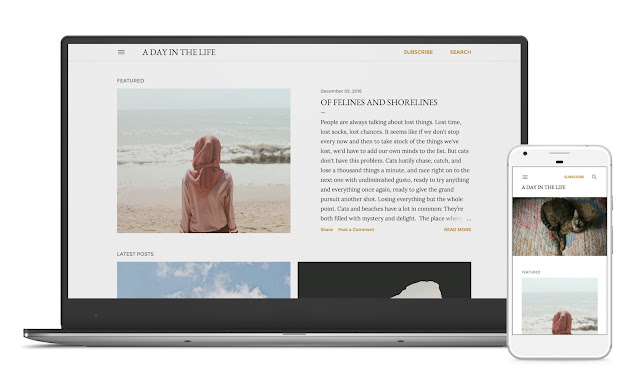 A DAY IN THE LIFE
SUBSCRIBE SEARCH
FEATURED
December 05, 2016
OF FELINES AND SHORELINES
People are always talking about lost things. Lost time,
lost socks, lost chances. It seems like if we don't stop
every now and then to take stock of the things we've
lost, we'd have to add our own minds to the list. But cats
don't have this problem. Cats lustily chase, catch, and
lose a thousand things a minute, and race right on to the
next one with undiminished gusto, ready to try anything
and everything once again, ready to give the grand
pursuit another shot. Losing everything but the whole
point. Cats and beaches have a lot in common: They're
both filled with mystery and delight. The place where ...
Share Post a Comment READ MORE
LATEST POSTS
SUBSCRIBE
A DAY IN THE LIFE
FEATURED